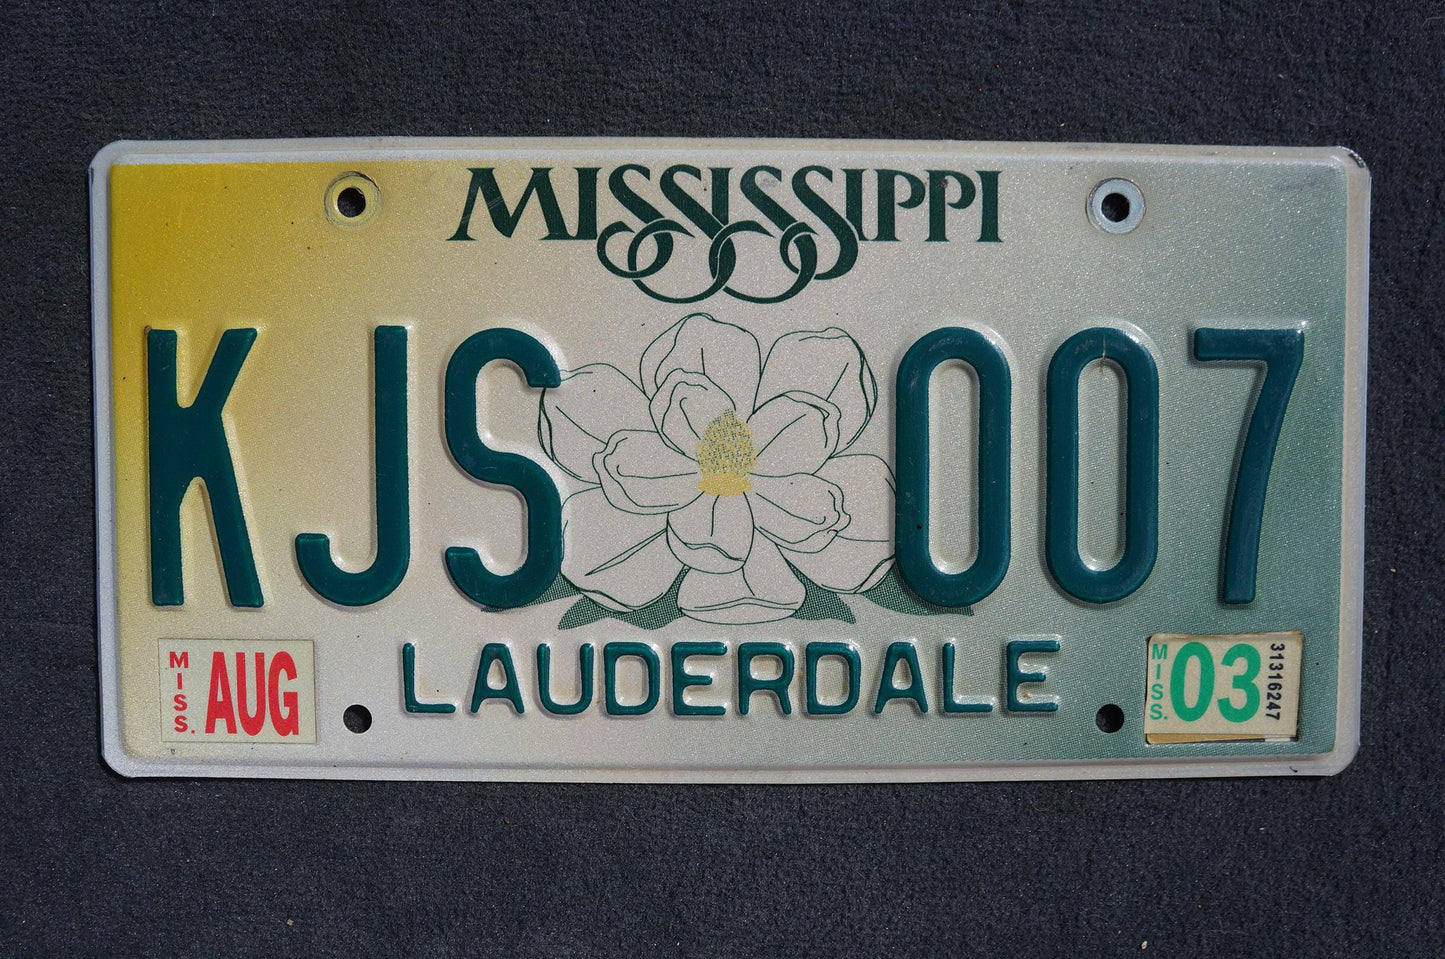 MISSISSIPPI
KJS 007
MISS. AUG
LAUDERDALE
MISS. 03 31316247